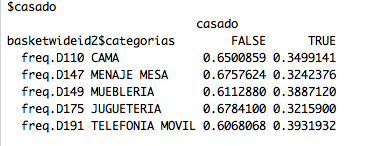 $casado
casado
basketwideid2$categorias FALSE TRUE
freq.D110 CAMA 0.6500859 0.3499141
freq.D147 MENAJE MESA 0.6757624 0.3242376
freq.D149 MUEBLERIA 0.6112880 0.3887120
freq.D175 JUGUETERIA 0.6784100 0.3215900
freq.D191 TELEFONIA MOVIL 0.6068068 0.3931932